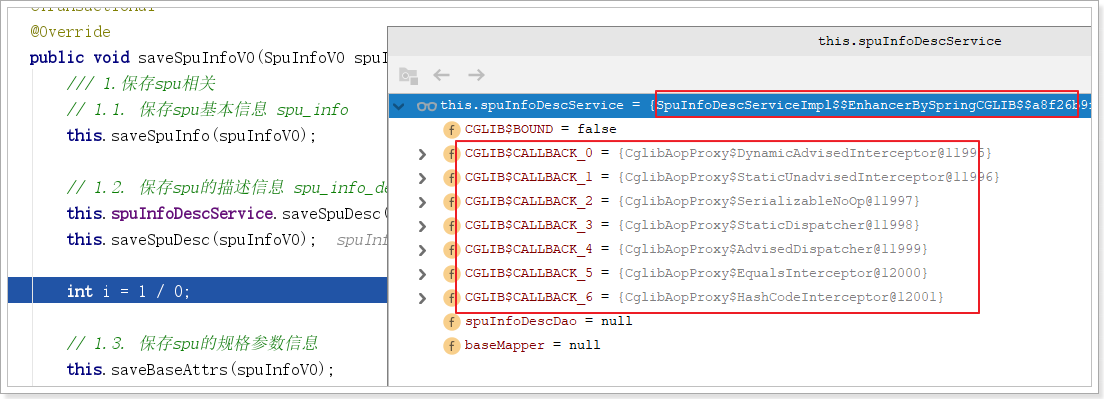 @Transactional
@Override
public void saveSpuInfoVO(SpuInfoVO
/// 1.保存spu相关
// 1.1. 保存spu基本信息 spu_info
this.saveSpuInfo(spuInfoVO);
// 1.2. 保存spu的描述信息
this.spuInfoDescService.saveSpuDesc(
this.saveSpuDesc(spuInfoVO);
int i = 1 / 0;
// 1.3. 保存spu的规格参数信息
this.saveBaseAttrs(spuInfoVO);
this.spuInfoDescService
this.spuInfoDescService = {SpuInfoDescServiceImpl$$EnhancerBySpringCGLIB$$a8f26b9
CGLIB$BOUND = false
CGLIB$CALLBACK_0 = {CglibAopProxy$DynamicAdvisedInterceptor@11995}
CGLIB$CALLBACK_1 = {CglibAopProxy$StaticUnadvisedInterceptor@11996}
CGLIB$CALLBACK_2 = {CglibAopProxy$SerializableNoOp@11997}
CGLIB$CALLBACK_3 = {CglibAopProxy$StaticDispatcher@11998}
CGLIB$CALLBACK_4 = {CglibAopProxy$AdvisedDispatcher@11999}
CGLIB$CALLBACK_5 = {CglibAopProxy$EqualsInterceptor@12000}
CGLIB$CALLBACK_6 = {CglibAopProxy$HashCodeInterceptor@12001}
spuInfoDescDao = null
baseMapper = null